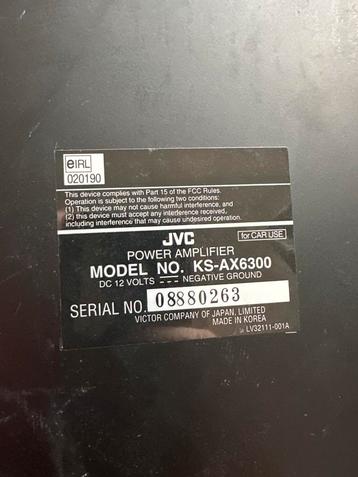 eIRL
020190
This device complies with Part 15 of the FCC Rules.
Operation is subject to the following two conditions:
(1) This device may not cause harmful interference, and
(2) this device must accept any interference received,
including interference that may cause undesired operation.
JVC
for CAR USE
POWER AMPLIFIER
MODEL NO. KS-AX6300
DC 12 VOLTS --- NEGATIVE GROUND
SERIAL NO. 08880263
VICTOR COMPANY OF JAPAN, LIMITED
MADE IN KOREA
LV32111-001A